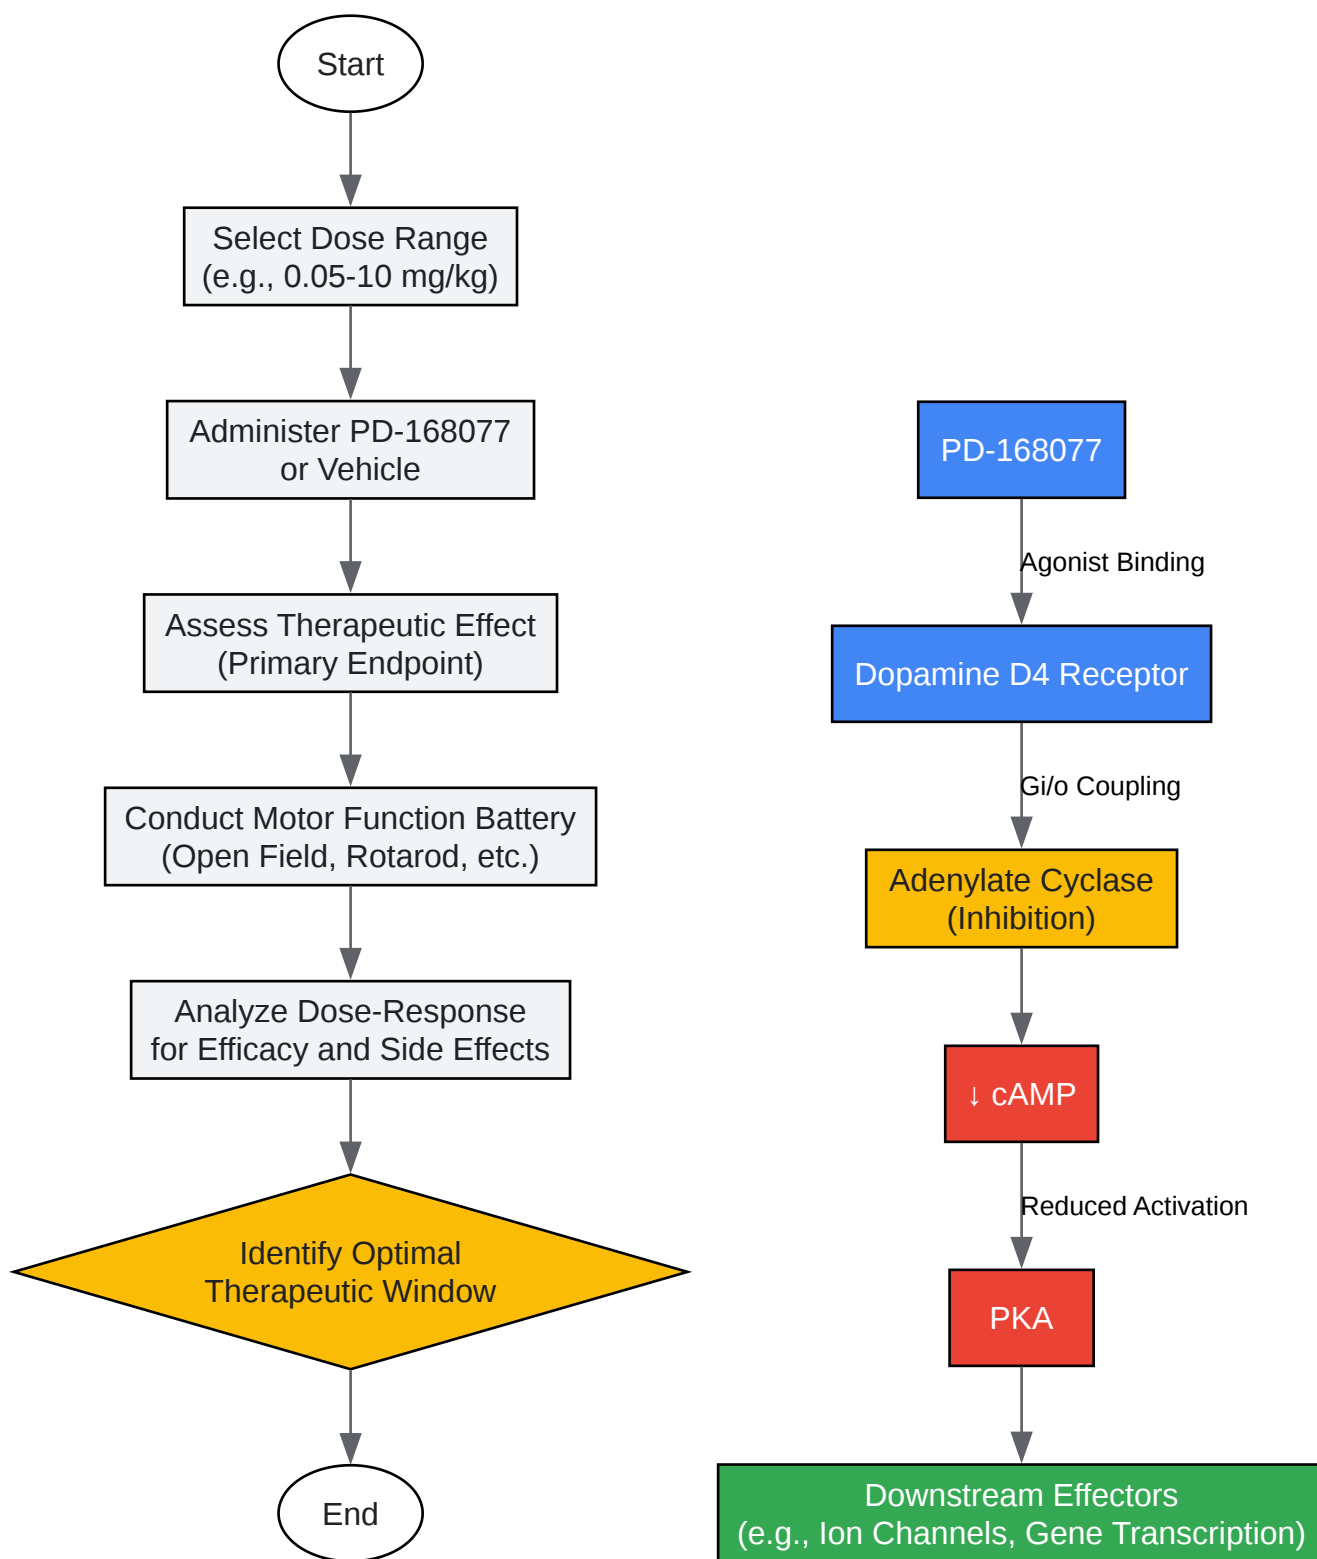 Start
Select Dose Range
(e.g., 0.05-10 mg/kg)
Administer PD-168077
or Vehicle
Assess Therapeutic Effect
(Primary Endpoint)
Conduct Motor Function Battery
(Open Field, Rotarod, etc.)
Analyze Dose-Response
for Efficacy and Side Effects
Identify Optimal
Therapeutic Window
End
PD-168077
Agonist Binding
Dopamine D4 Receptor
Gi/o Coupling
Adenylate Cyclase
(Inhibition)
↓ cAMP
Reduced Activation
PKA
Downstream Effectors
(e.g., Ion Channels, Gene Transcription)